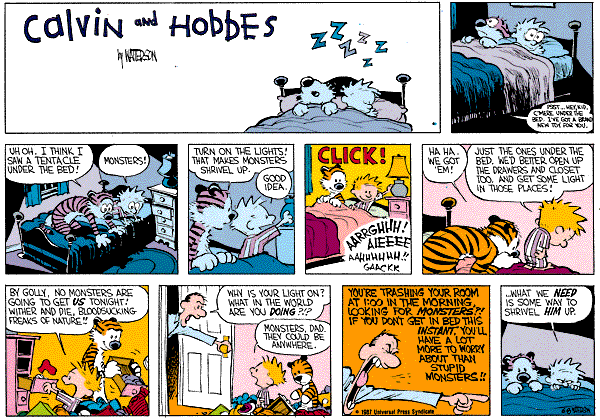 Calvin and HOBBES
by WATTERSON
Z Z Z Z Z
PSST... HEY, KID.
C'MERE UNDER THE
BED. I'VE GOT A BRAND
NEW TOY FOR YOU.
UH OH. I THINK I
SAW A TENTACLE
UNDER THE BED!
MONSTERS!
TURN ON THE LIGHTS!
THAT MAKES MONSTERS
SHRIVEL UP.
GOOD
IDEA.
CLICK!
AARRGHHH!
AIEEEE
AAHHHHHH!!
GAACKK
HA HA.
WE GOT
'EM!
JUST THE ONES UNDER THE
BED. WE'D BETTER OPEN UP
THE DRAWERS AND CLOSET
TOO, AND GET SOME LIGHT
IN THOSE PLACES!
BY GOLLY, NO MONSTERS ARE
GOING TO GET US TONIGHT!
WITHER AND DIE, BLOODSUCKING
FREAKS OF NATURE!!
WHY IS YOUR LIGHT ON?
WHAT IN THE WORLD
ARE YOU DOING?!?
MONSTERS, DAD.
THEY COULD BE
ANYWHERE.
YOU'RE TRASHING YOUR ROOM
AT 1:00 IN THE MORNING,
LOOKING FOR MONSTERS?!
IF YOU DON'T GET IN BED THIS
INSTANT, YOU'LL
HAVE A LOT
MORE TO WORRY
ABOUT THAN
STUPID
MONSTERS!!
© 1987 Universal Press Syndicate
...WHAT WE NEED
IS SOME WAY TO
SHRIVEL HIM UP.